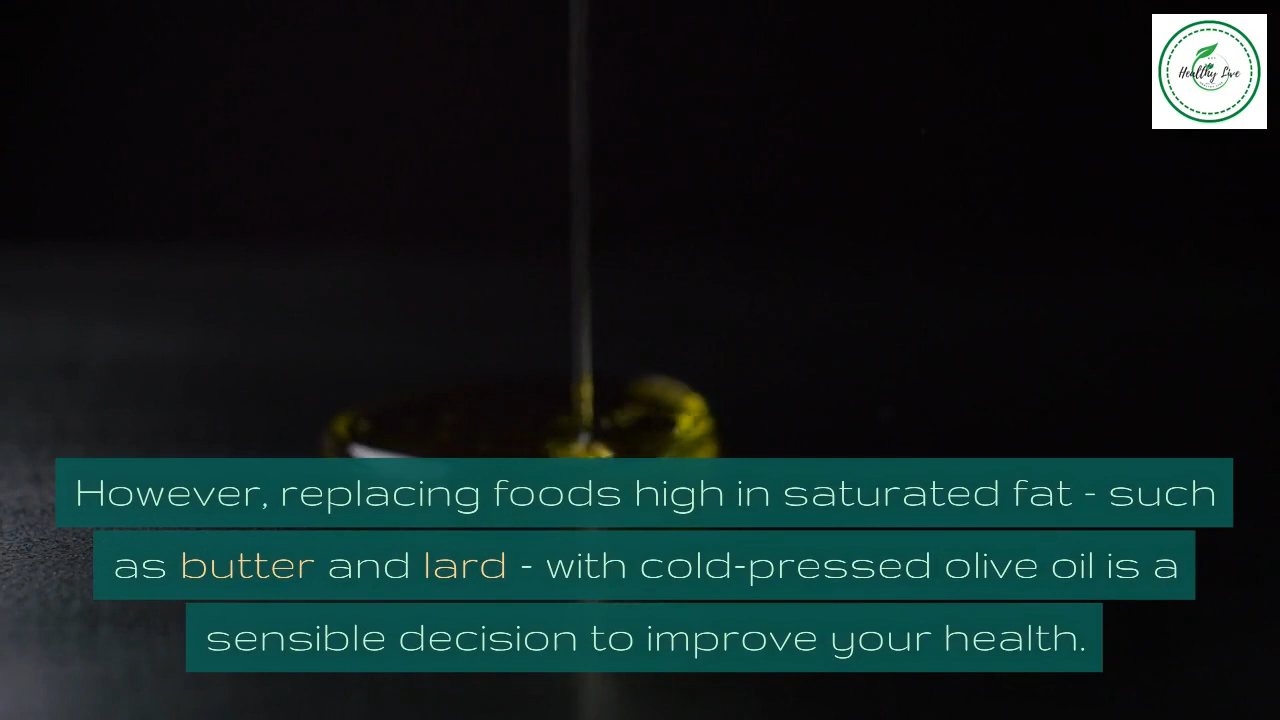 Healthy Live
However, replacing foods high in saturated fat - such
as butter and lard - with cold-pressed olive oil is a
sensible decision to improve your health.